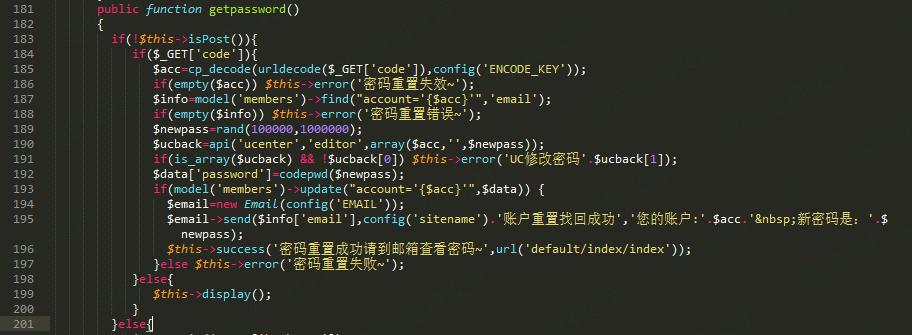 181 public function getpassword()
182 {
183 if(!$this->isPost()){
184 if($_GET['code']){
185 $acc=cp_decode(urldecode($_GET['code']),config('ENCODE_KEY'));
186 if(empty($acc)) $this->error('密码重置失效~');
187 $info=model('members')->find("account='{$acc}'",'email');
188 if(empty($info)) $this->error('密码重置错误~');
189 $newpass=rand(100000,1000000);
190 $ucback=api('ucenter','editor',array($acc,'',$newpass));
191 if(is_array($ucback) && !$ucback[0]) $this->error('UC修改密码'.$ucback[1]);
192 $data['password']=codepwd($newpass);
193 if(model('members')->update("account='{$acc}'",$data)) {
194 $email=new Email(config('EMAIL'));
195 $email->send($info['email'],config('sitename').'账户重置找回成功','您的账户:'.$acc.'&nbsp;新密码是：'.$
newpass);
196 $this->success('密码重置成功请到邮箱查看密码~',url('default/index/index'));
197 }else $this->error('密码重置失败~');
198 }else{
199 $this->display();
200 }
201 }else{